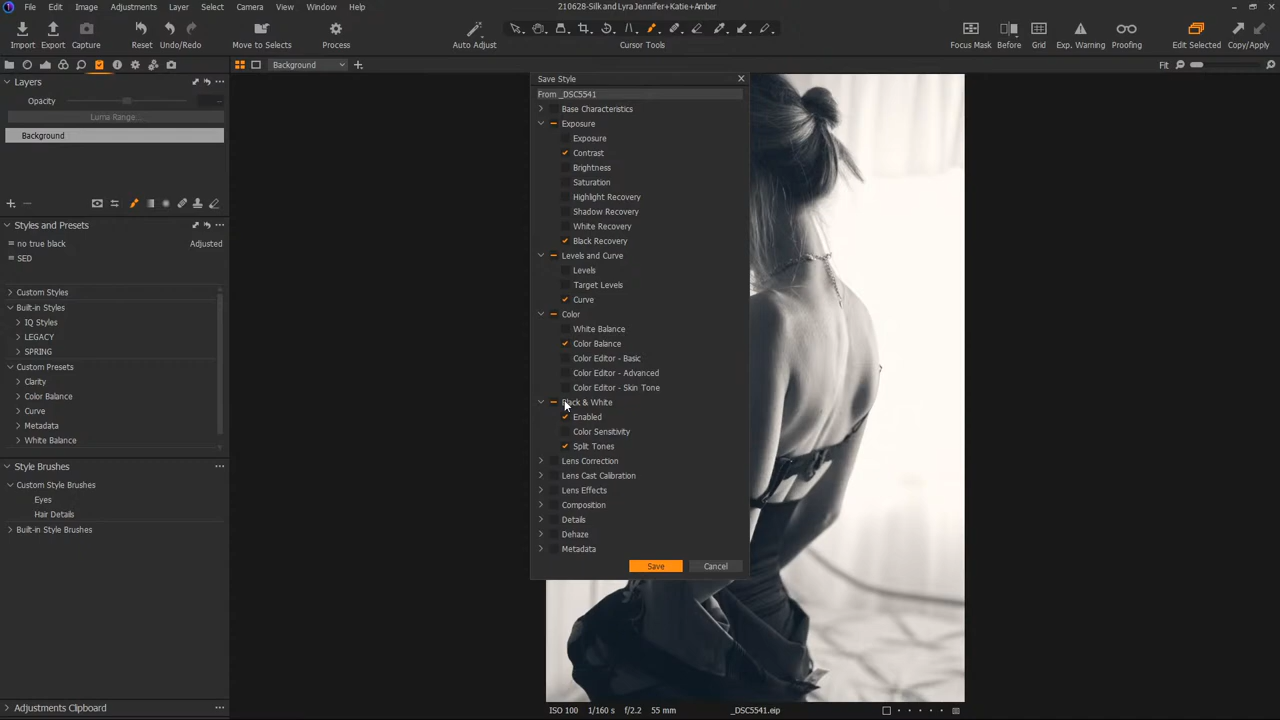 210628-Silk and Lyra Jennifer+Katie+Amber
File Edit Image Adjustments Layer Select Camera View Window Help
Import Export Capture Reset Undo/Redo Move to Selects Process Auto Adjust Cursor Tools Focus Mask Before Grid Exp. Warning Proofing Edit Selected Copy/Apply
Background
Fit
Layers
Opacity
Luma Range...
Background
Styles and Presets
no true black Adjusted
SED
Custom Styles
Built-in Styles
IQ Styles
LEGACY
SPRING
Custom Presets
Clarity
Color Balance
Curve
Metadata
White Balance
Style Brushes
Custom Style Brushes
Eyes
Hair Details
Built-in Style Brushes
Adjustments Clipboard
Save Style
From _DSC5541
Base Characteristics
Exposure
Exposure
Contrast
Brightness
Saturation
Highlight Recovery
Shadow Recovery
White Recovery
Black Recovery
Levels and Curve
Levels
Target Levels
Curve
Color
White Balance
Color Balance
Color Editor - Basic
Color Editor - Advanced
Color Editor - Skin Tone
Black & White
Enabled
Color Sensitivity
Split Tones
Lens Correction
Lens Cast Calibration
Lens Effects
Composition
Details
Dehaze
Metadata
Save Cancel
ISO 100 1/160 s f/2.2 55 mm _DSC5541.eip